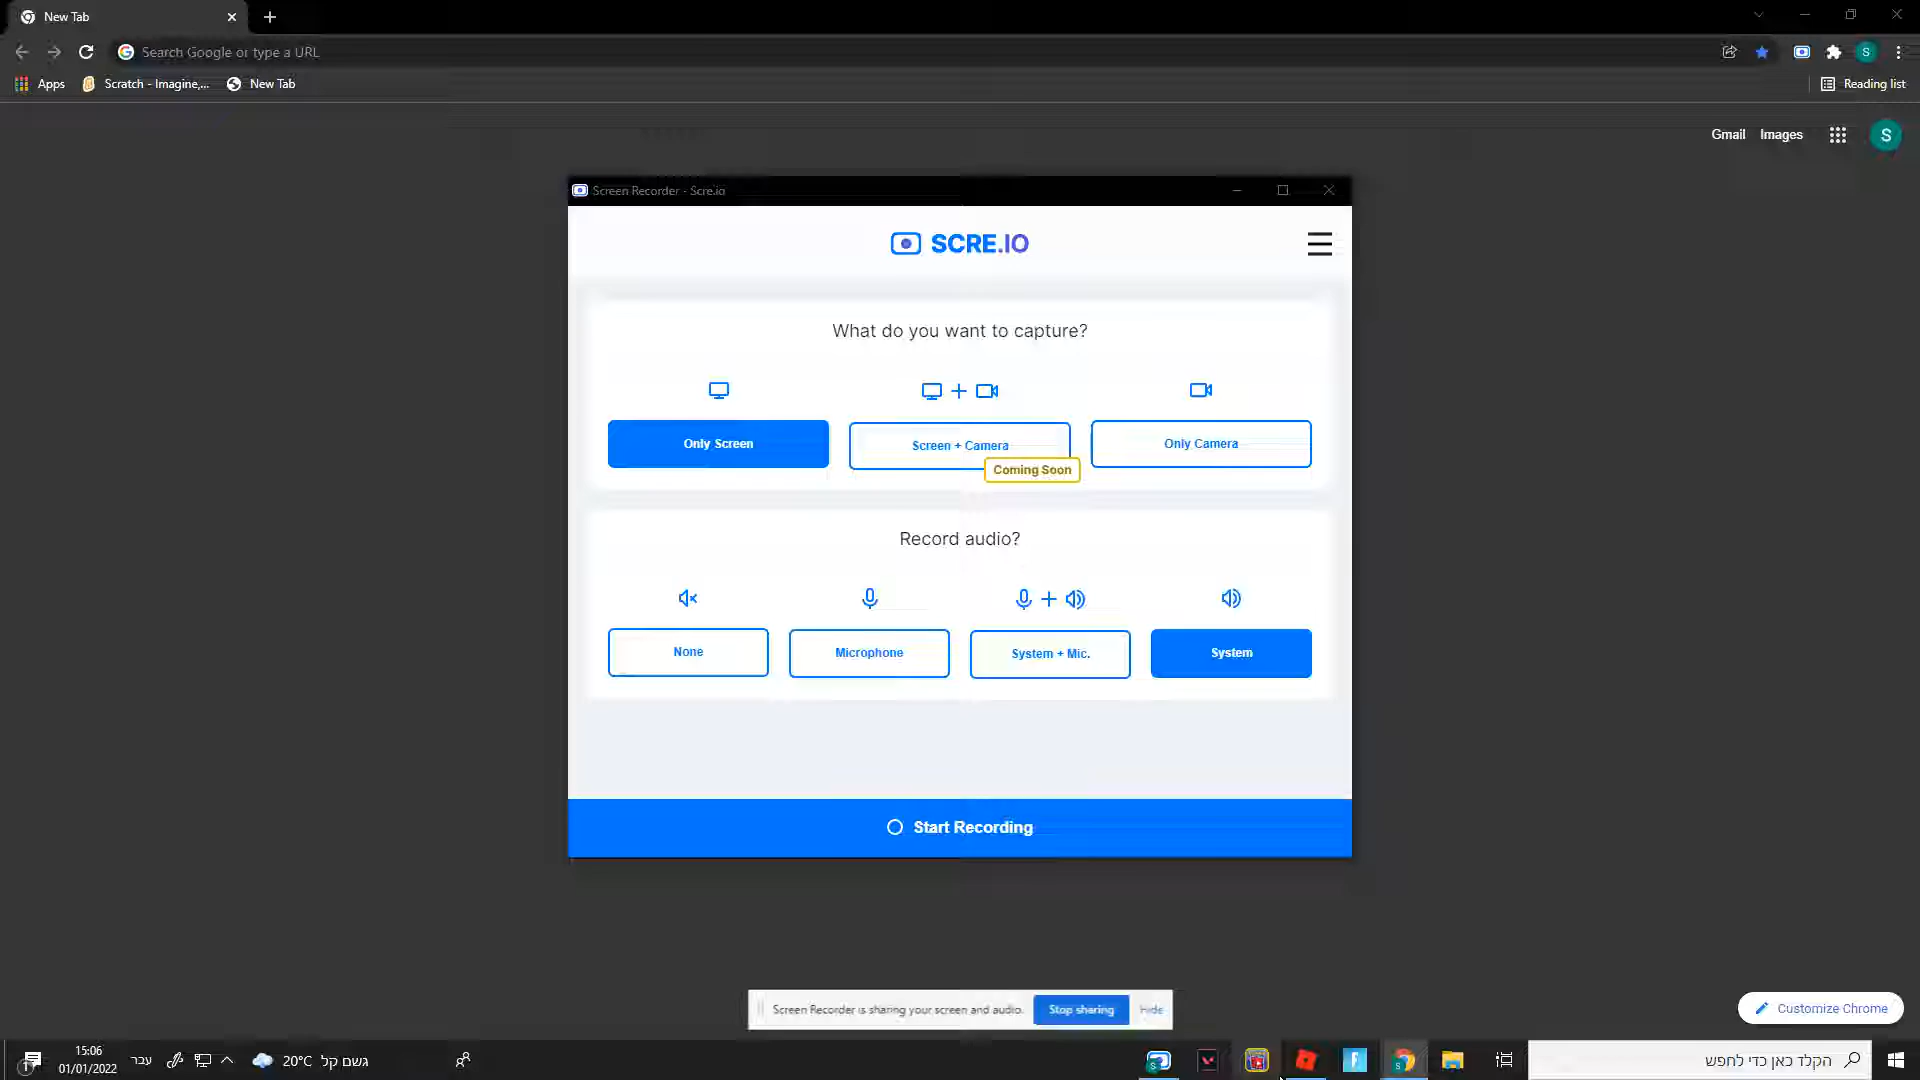 New Tab
Search Google or type a URL
S
Apps
Scratch - Imagine,...
New Tab
Reading list
Gmail
Images
S
Screen Recorder - Scre.io
SCRE.IO
What do you want to capture?
Only Screen
Screen + Camera
Only Camera
Coming Soon
Record audio?
None
Microphone
System + Mic.
System
Start Recording
Screen Recorder is sharing your screen and audio.
Stop sharing
Hide
Customize Chrome
1
15:06
01/01/2022
עבר
20°C
גשם קל
הקלד כאן כדי לחפש